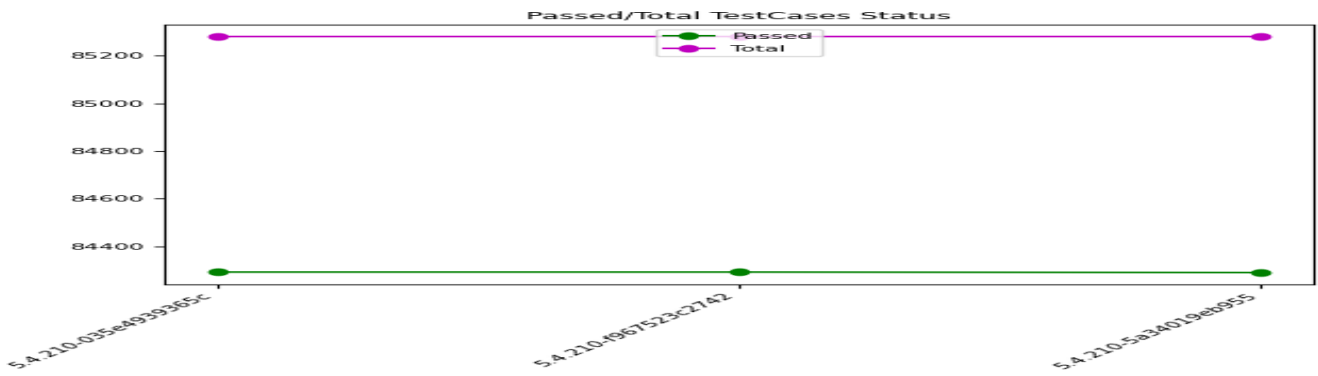 Passed/Total TestCases Status
Passed
Total
85200
85000
84800
84600
84400
5.4.210-035e4939365c
5.4.210-f967523c2742
5.4.210-5a34019eb955